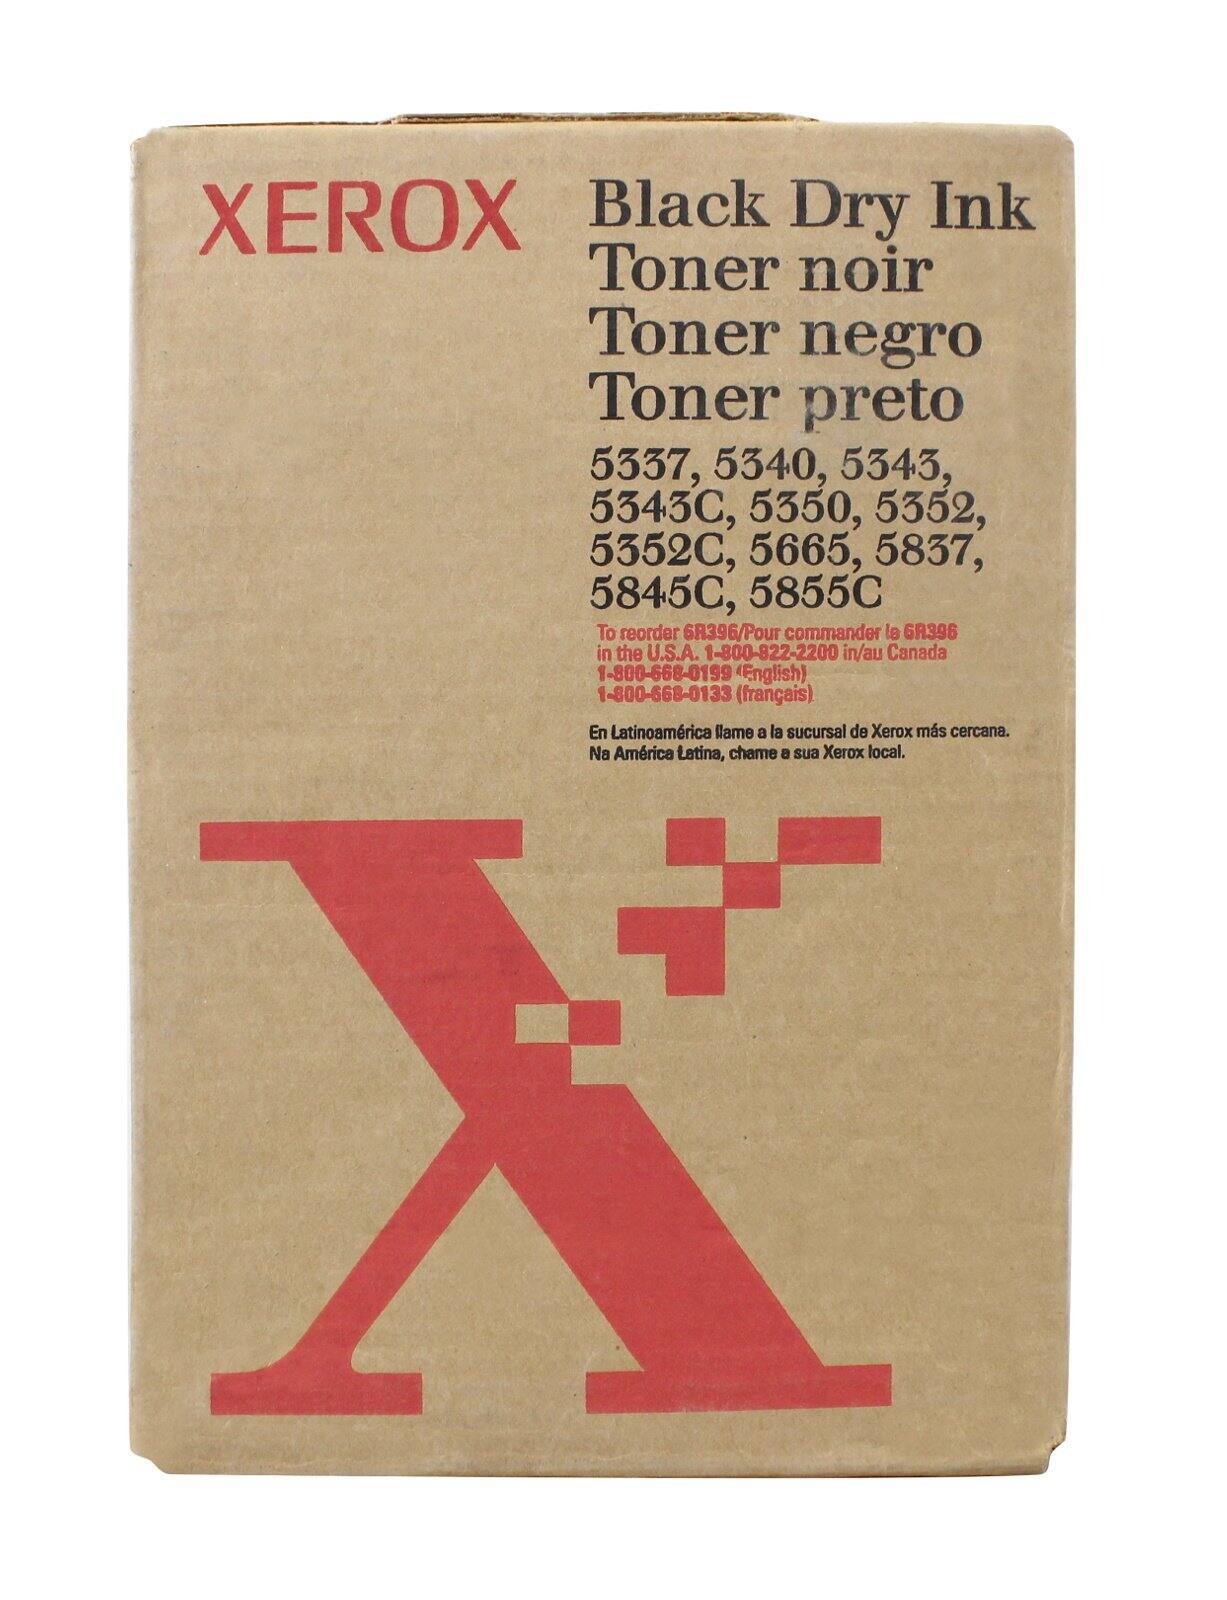 XEROX
Black Dry Ink
Toner noir
Toner negro
Toner preto
5337, 5340, 5343,
5343C, 5350, 5352,
5352C, 5665, 5837,
5845C, 5855C
To reorder 6R396/Pour commander le 6R396
in the U.S.A. 1-800-822-2200 in/au Canada
1-800-668-0199 (English)
1-800-668-0133 (français)
En Latinoamérica llame a la sucursal de Xerox más cercana.
Na América Latina, chame a sua Xerox local.
X